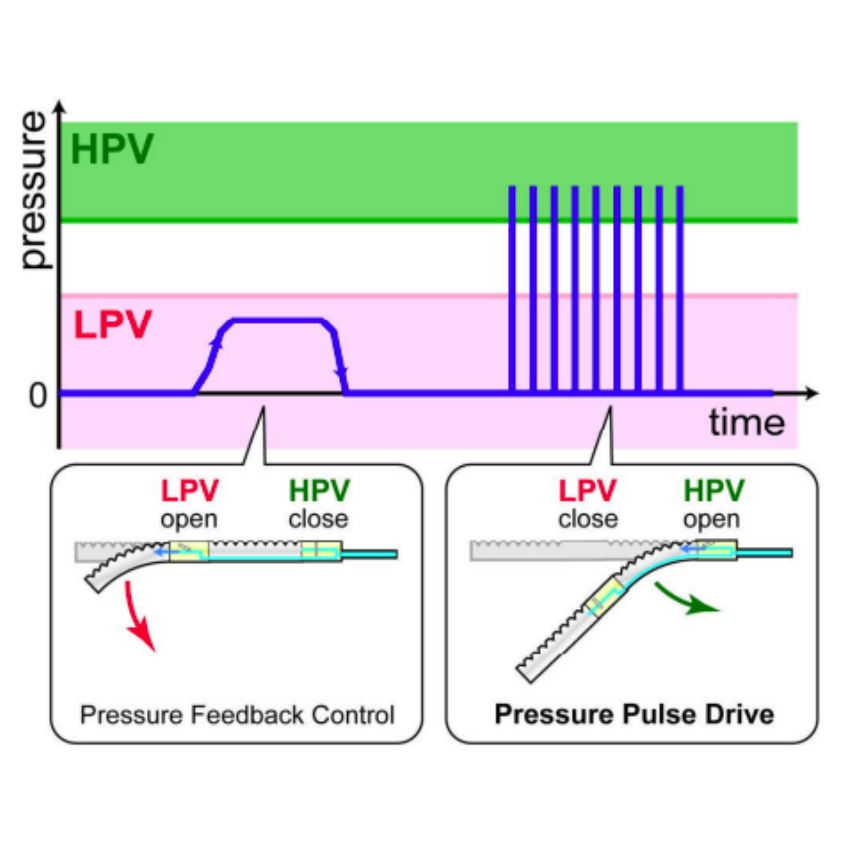 pressure
HPV
LPV
0
time
LPV
open
HPV
close
Pressure Feedback Control
LPV
close
HPV
open
Pressure Pulse Drive